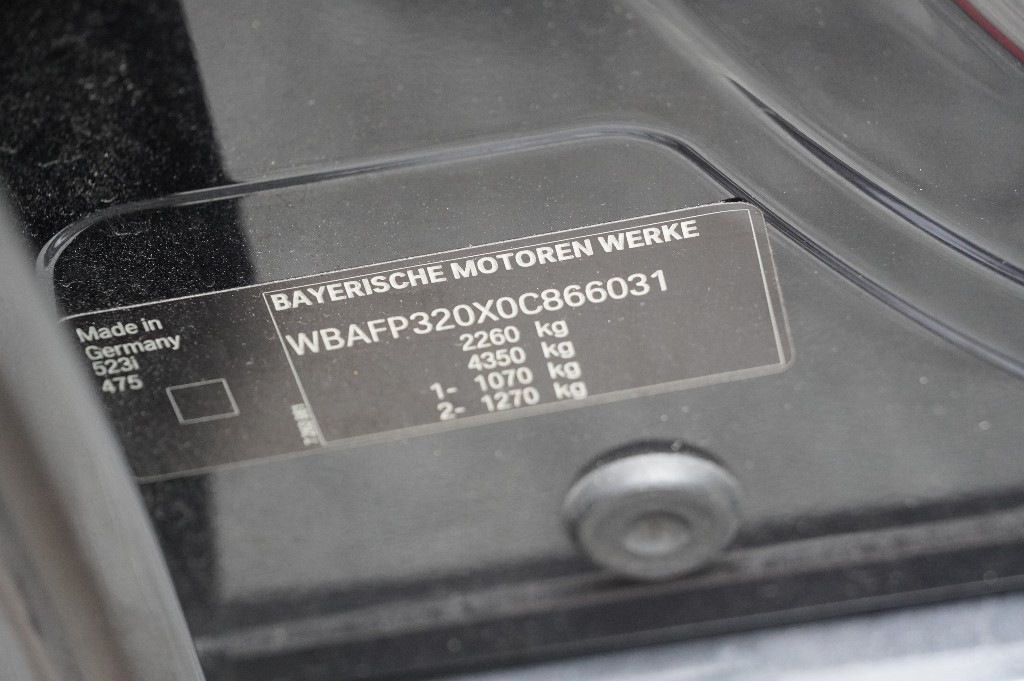 BAYERISCHE MOTOREN WERKE
WBAFP320X0C866031
2260 kg
4350 kg
1- 1070 kg
2- 1270 kg
Made in
Germany
523i
475